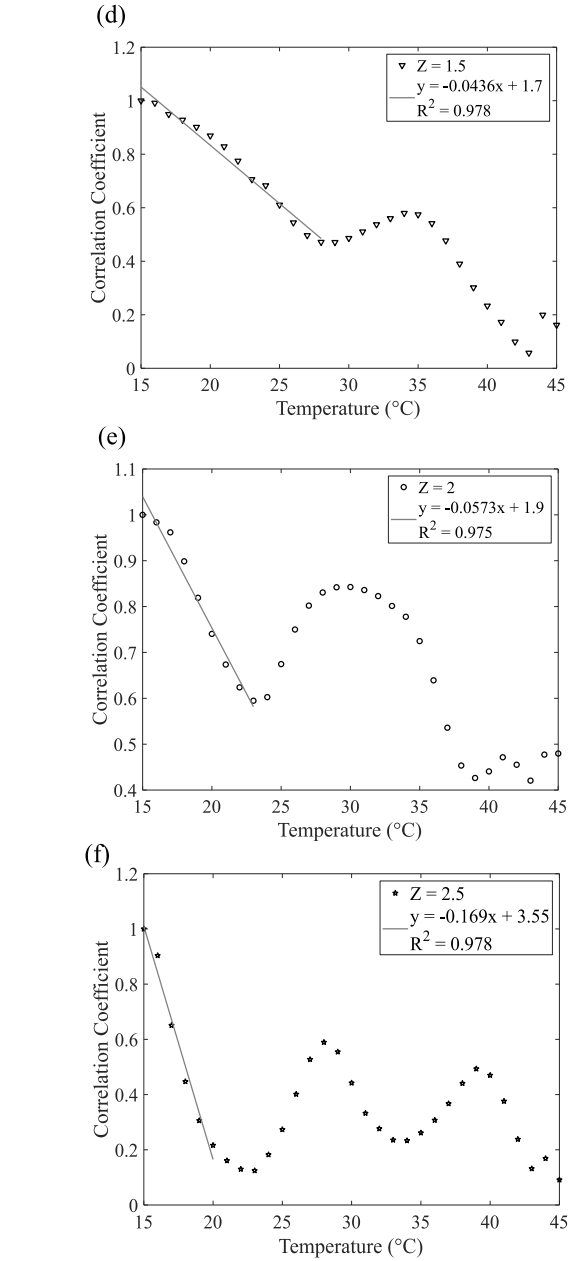 (d)
1.2
1
0.8
0.6
0.4
0.2
0
Correlation Coefficient
Z = 1.5
y = -0.0436x + 1.7
R² = 0.978
15 20 25 30 35 40 45
Temperature (°C)
(e)
1.1
1
0.9
0.8
0.7
0.6
0.5
0.4
Correlation Coefficient
Z = 2
y = -0.0573x + 1.9
R² = 0.975
15 20 25 30 35 40 45
Temperature (°C)
(f)
1.2
1
0.8
0.6
0.4
0.2
0
Correlation Coefficient
Z = 2.5
y = -0.169x + 3.55
R² = 0.978
15 20 25 30 35 40 45
Temperature (°C)